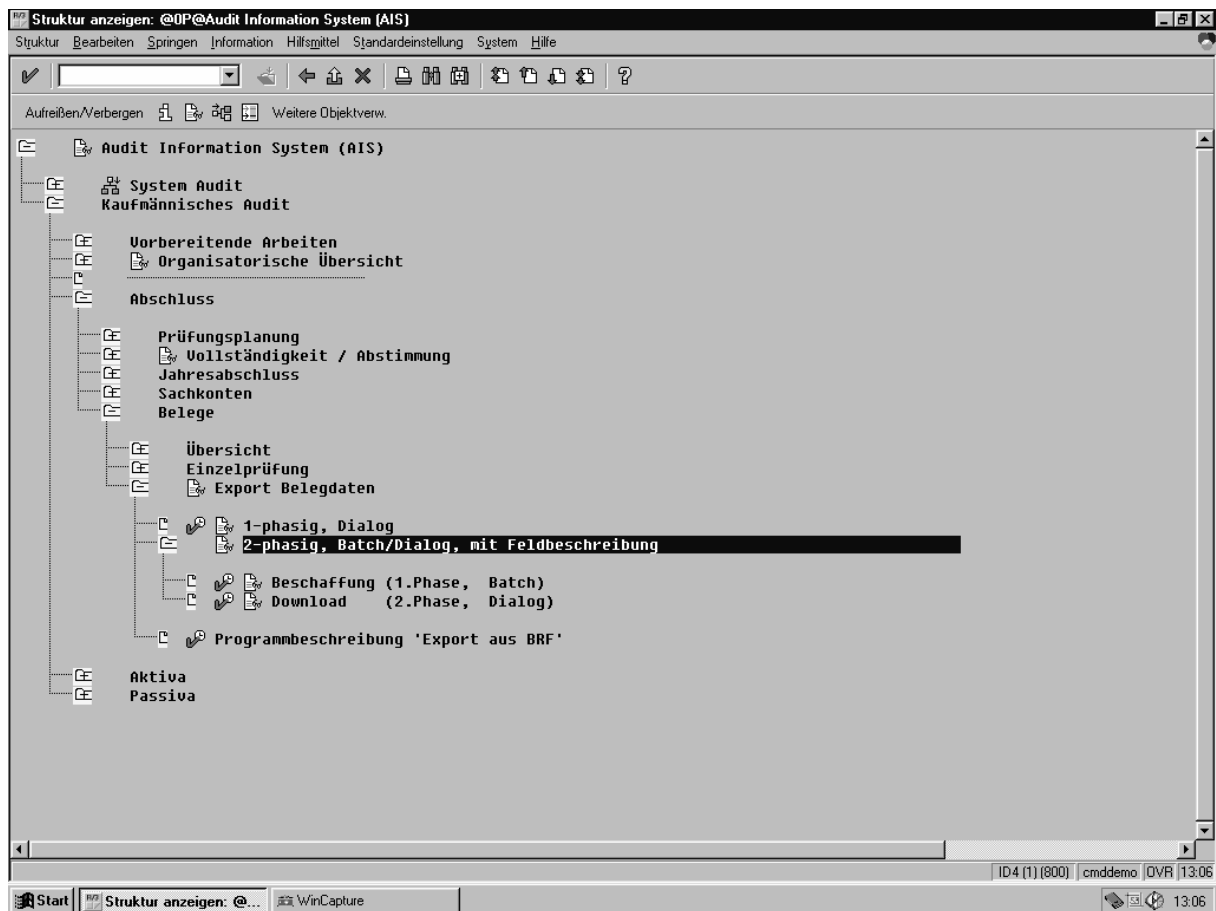 Struktur anzeigen: @0P@Audit Information System (AIS)
Struktur Bearbeiten Springen Information Hilfsmittel Standardeinstellung System Hilfe
Aufreißen/Verbergen Weitere Objektverw.
Audit Information System (AIS)
System Audit
Kaufmännisches Audit
Vorbereitende Arbeiten
Organisatorische Übersicht
Abschluss
Prüfungsplanung
Vollständigkeit / Abstimmung
Jahresabschluss
Sachkonten
Belege
Übersicht
Einzelprüfung
Export Belegdaten
1-phasig, Dialog
2-phasig, Batch/Dialog, mit Feldbeschreibung
Beschaffung (1.Phase, Batch)
Download (2.Phase, Dialog)
Programmbeschreibung 'Export aus BRF'
Aktiva
Passiva
ID4 (1) (800) cmddemo OVR 13:06
Start Struktur anzeigen: @... WinCapture 13:06